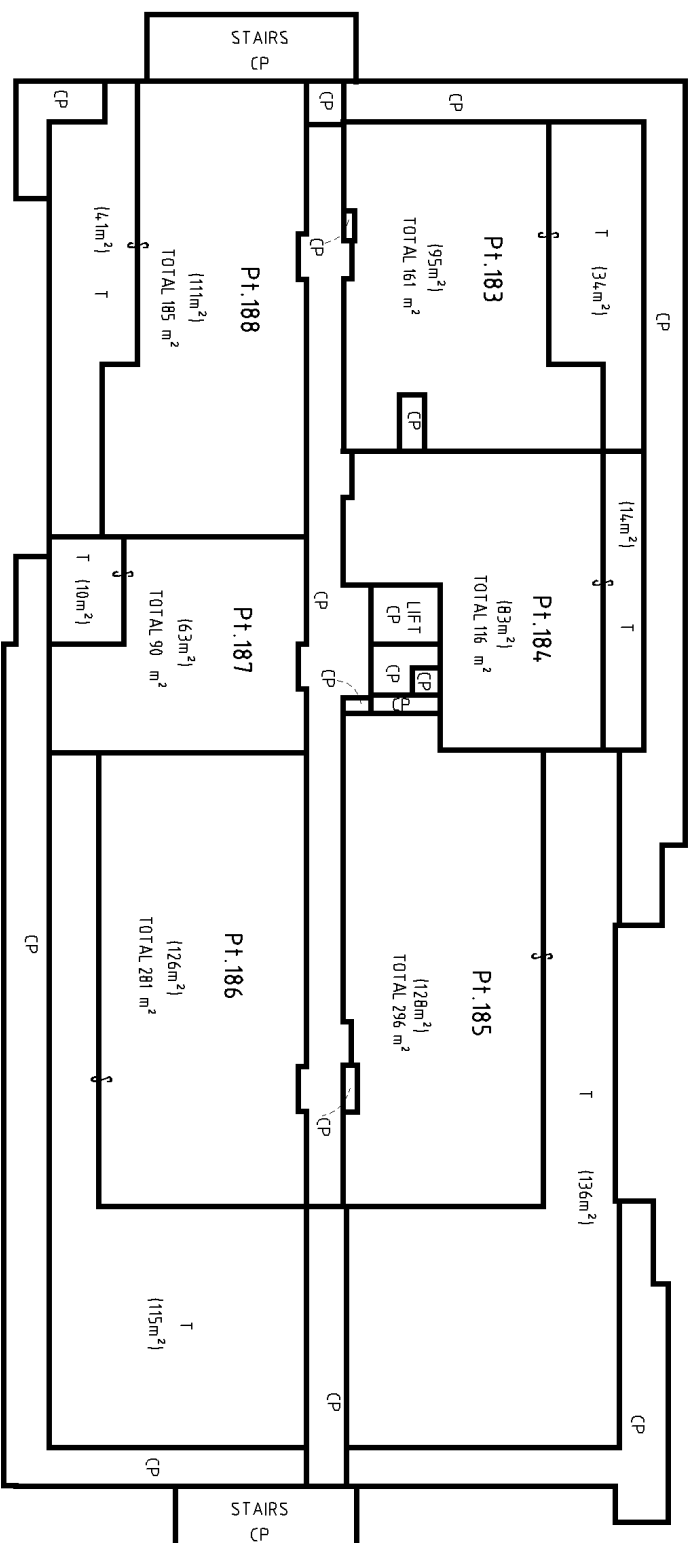 STAIRS
CP
CP
CP
CP
CP
T
(34m²)
Pt.183
(95m²)
TOTAL 161 m²
CP
CP
(41m²)
T
Pt.188
(111m²)
TOTAL 185 m²
(14m²)
T
Pt.184
(83m²)
TOTAL 116 m²
LIFT
CP
CP
CP
CP
CP
CP
T
(10m²)
Pt.187
(63m²)
TOTAL 90 m²
Pt.186
(126m²)
TOTAL 281 m²
CP
Pt.185
(128m²)
TOTAL 296 m²
T
(136m²)
CP
T
(115m²)
CP
CP
CP
STAIRS
CP